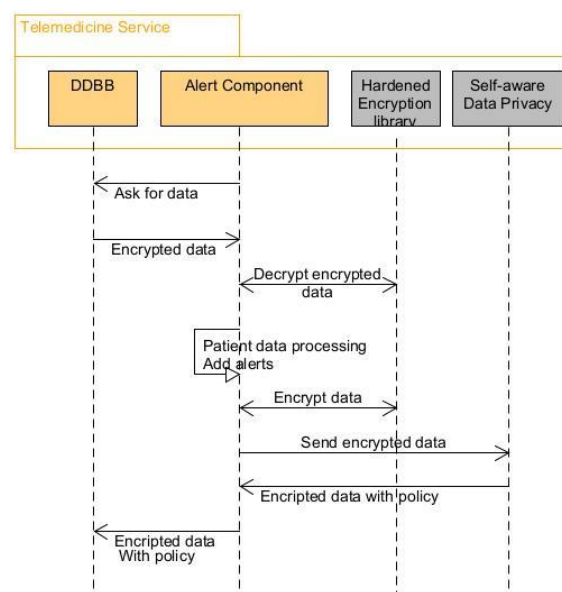 Telemedicine Service
DDBB
Alert Component
Hardened
Encryption
library
Self-aware
Data Privacy
Ask for data
Encrypted data
Decrypt encrypted
data
Patient data processing
Add alerts
Encrypt data
Send encrypted data
Encripted data with policy
Encripted data
With policy